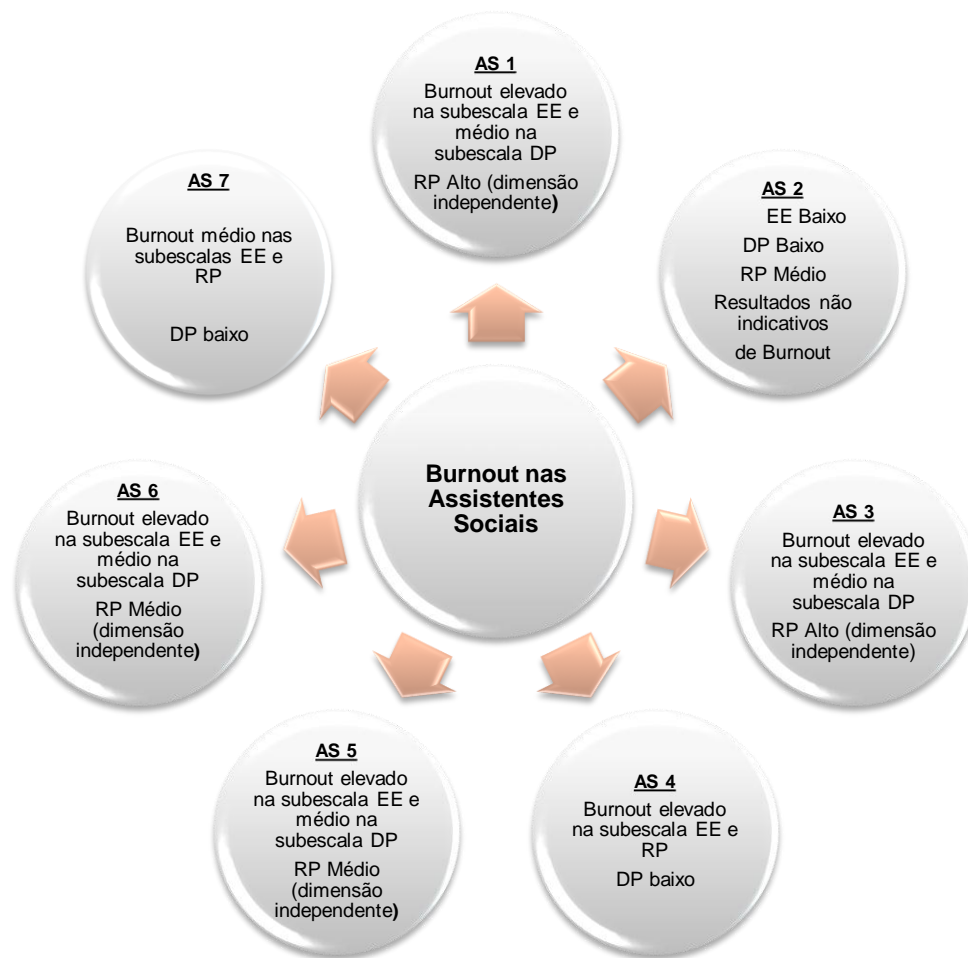 AS 1
Burnout elevado
na subescala EE e
médio na
subescala DP
RP Alto (dimensão
independente)
AS 2
EE Baixo
DP Baixo
RP Médio
Resultados não
indicativos
de Burnout
AS 3
Burnout elevado
na subescala EE e
médio na
subescala DP
RP Alto (dimensão
independente)
AS 4
Burnout elevado
na subescala EE e
RP
DP baixo
AS 5
Burnout elevado
na subescala EE e
médio na
subescala DP
RP Médio
(dimensão
independente)
AS 6
Burnout elevado
na subescala EE e
médio na
subescala DP
RP Médio
(dimensão
independente)
AS 7
Burnout médio nas
subescalas EE e
RP
DP baixo
Burnout nas
Assistentes
Sociais